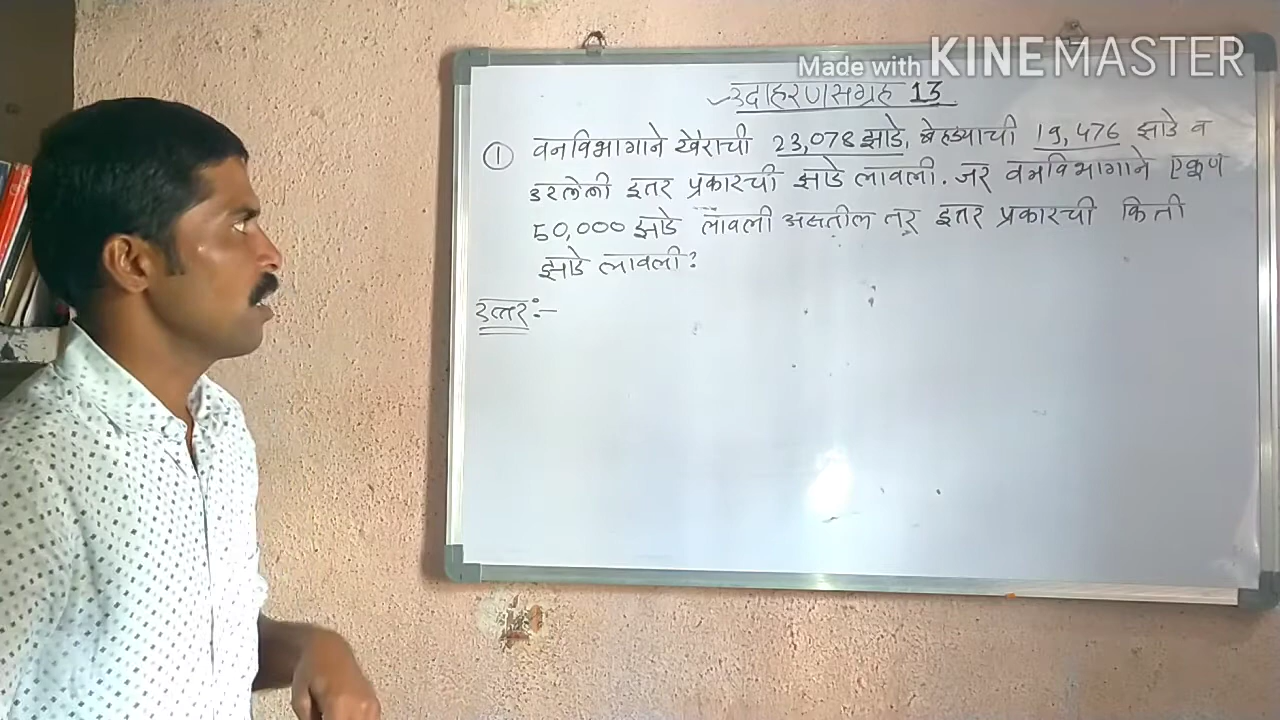 Made with KINEMASTER
उदाहरणसंग्रह 13
① वनविभागाने खैराची 23,078 झाडे, बेहड्याची 19,476 झाडे व
उरलेली इतर प्रकारची झाडे लावली. जर वनविभागाने एकूण
50,000 झाडे लावली असतील तर इतर प्रकारची किती
झाडे लावली?
उत्तर:-